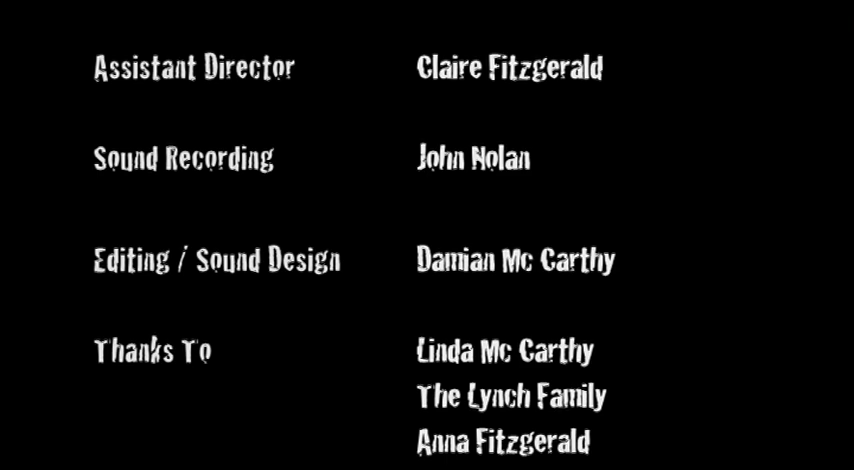 Assistant Director Claire Fitzgerald
Sound Recording John Nolan
Editing / Sound Design Damian Mc Carthy
Thanks To Linda Mc Carthy
The Lynch Family
Anna Fitzgerald